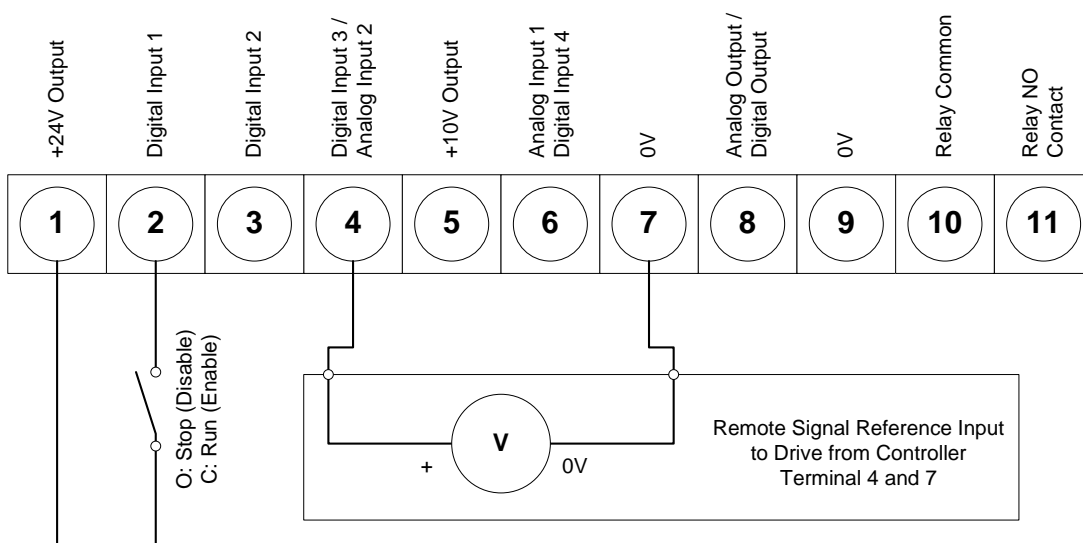 +24V Output
Digital Input 1
Digital Input 2
Digital Input 3 /
Analog Input 2
+10V Output
Analog Input 1
Digital Input 4
0V
Analog Output /
Digital Output
0V
Relay Common
Relay NO
Contact
1 2 3 4 5 6 7 8 9 10 11
O: Stop (Disable)
C: Run (Enable)
V
+ 0V
Remote Signal Reference Input
to Drive from Controller
Terminal 4 and 7